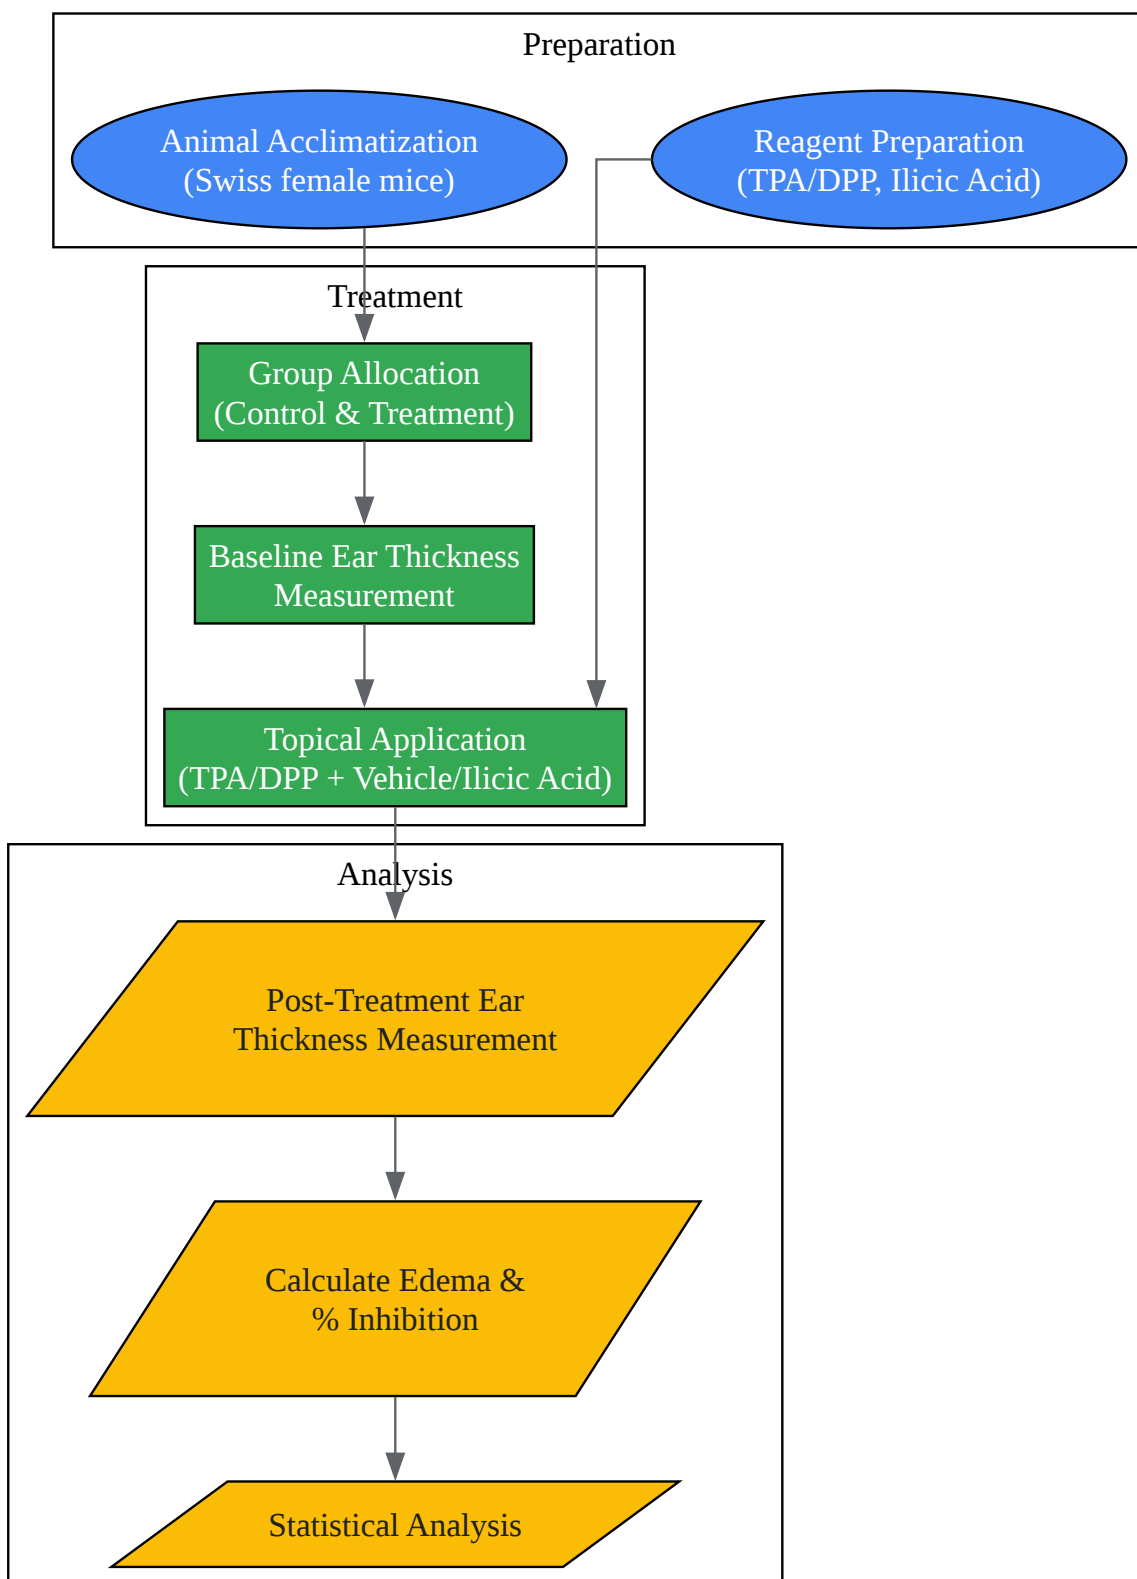 Preparation
Animal Acclimatization
(Swiss female mice)
Reagent Preparation
(TPA/DPP, Ilicic Acid)
Treatment
Group Allocation
(Control & Treatment)
Baseline Ear Thickness
Measurement
Topical Application
(TPA/DPP + Vehicle/Ilicic Acid)
Analysis
Post-Treatment Ear
Thickness Measurement
Calculate Edema &
% Inhibition
Statistical Analysis